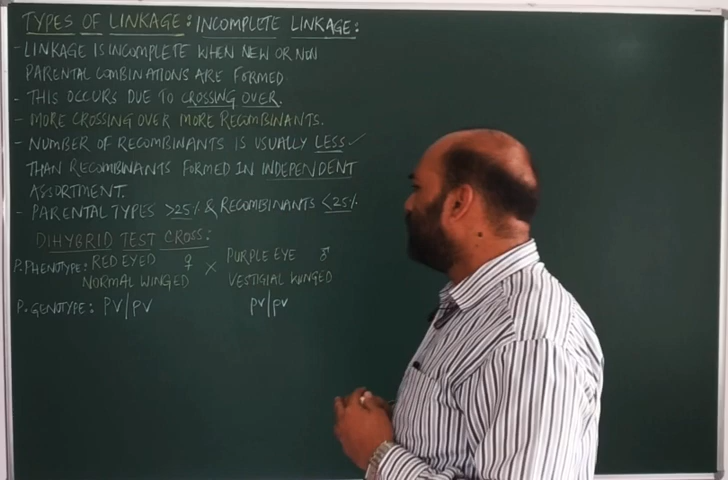 TYPES OF LINKAGE: INCOMPLETE LINKAGE:
- LINKAGE IS INCOMPLETE WHEN NEW OR NON
PARENTAL COMBINATIONS ARE FORMED.
- THIS OCCURS DUE TO CROSSING OVER.
- MORE CROSSING OVER MORE RECOMBINANTS.
- NUMBER OF RECOMBINANTS IS USUALLY LESS ✓
THAN RECOMBINANTS FORMED IN INDEPENDENT
ASSORTMENT.
- PARENTAL TYPES >25% & RECOMBINANTS <25%
DIHYBRID TEST CROSS:
P. PHENOTYPE: RED EYED ♀ × PURPLE EYE ♂
NORMAL WINGED VESTIGIAL WINGED
P. GENOTYPE: PV/PV pv/pv